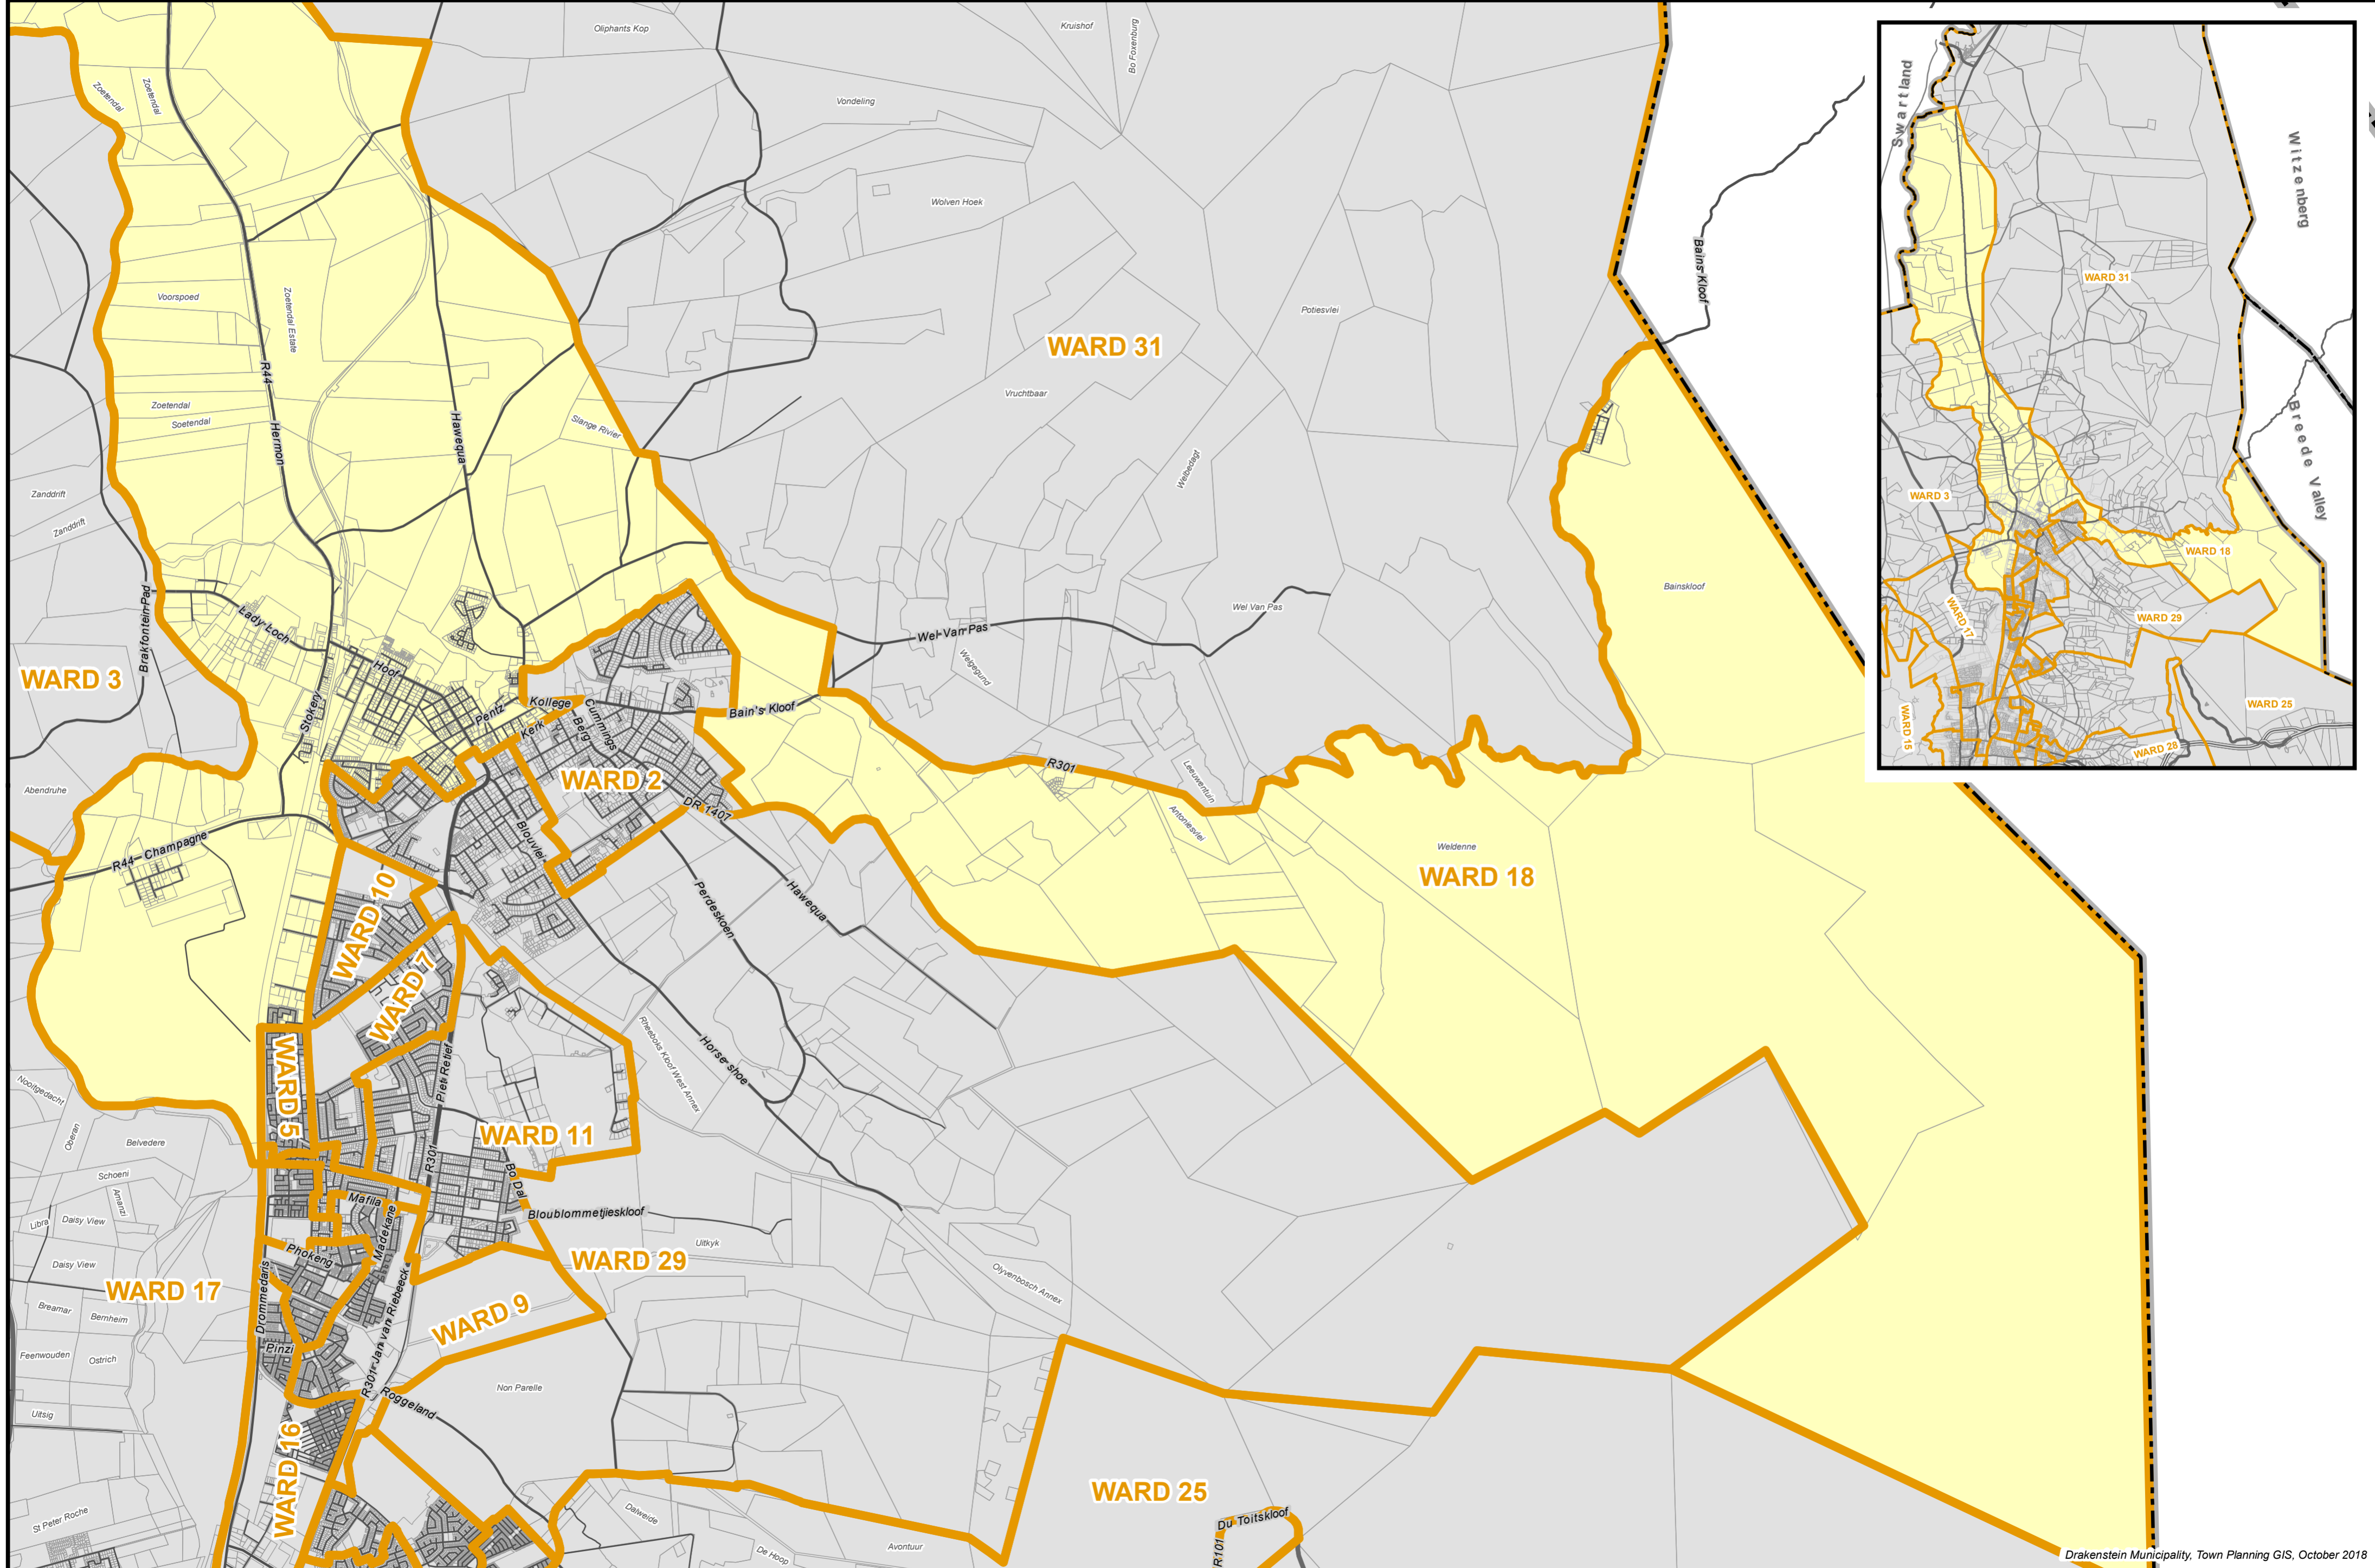 Oliphants Kop
Kruishof
Bo Foxenburg
Zoetendal
Zoetendal
Vondeling
Wolven Hoek
Voorspoed
Zoetendal Estate
Potiesvlei
Bains Kloof
WARD 31
R44
Hermon
Hawequa
Vruchtbaar
Zoetendal
Soetendal
Slange Rivier
Welbedagt
Zanddrift
Zanddrift
Brakfontein Pad
Lady Loch
Wel Van Pas
Wel Van Pas
Bainskloof
WARD 3
Hoof
Welgegund
Stokery
Pentz
Kollege
Kerk
Berg
Cummings
Bain's Kloof
R301
WARD 2
Leeuwentuin
Abendruhe
DR 1407
Antoniesvlei
R44
Champagne
Blouvlei
Weldenne
WARD 18
WARD 10
Perdeskoen
Hawequa
WARD 7
Rheeboks Kloof West Annex
Horse shoe
WARD 5
Piet Retief
Nooitgedacht
Oberan
Belvedere
WARD 11
R301
Bo Dal
Schoeni
Amanzi
Mafila
Madekane
Libra
Daisy View
Bloublommetjieskloof
Uitkyk
Phokeng
Daisy View
WARD 29
Olyvenbosch Annex
WARD 17
Drommedaris
R301
Jan van Riebeeck
WARD 9
Breamar
Bernheim
Pinzi
Feenwouden
Ostrich
Roggeland
Non Parelle
Uitsig
WARD 16
WARD 25
St Peter Roche
Dalweide
De Hoop
Avontuur
Du Toitskloof
R101
Swartland
Witzenberg
WARD 31
Breede Valley
WARD 3
WARD 18
WARD 17
WARD 29
WARD 25
WARD 15
WARD 28
Drakenstein Municipality, Town Planning GIS, October 2018